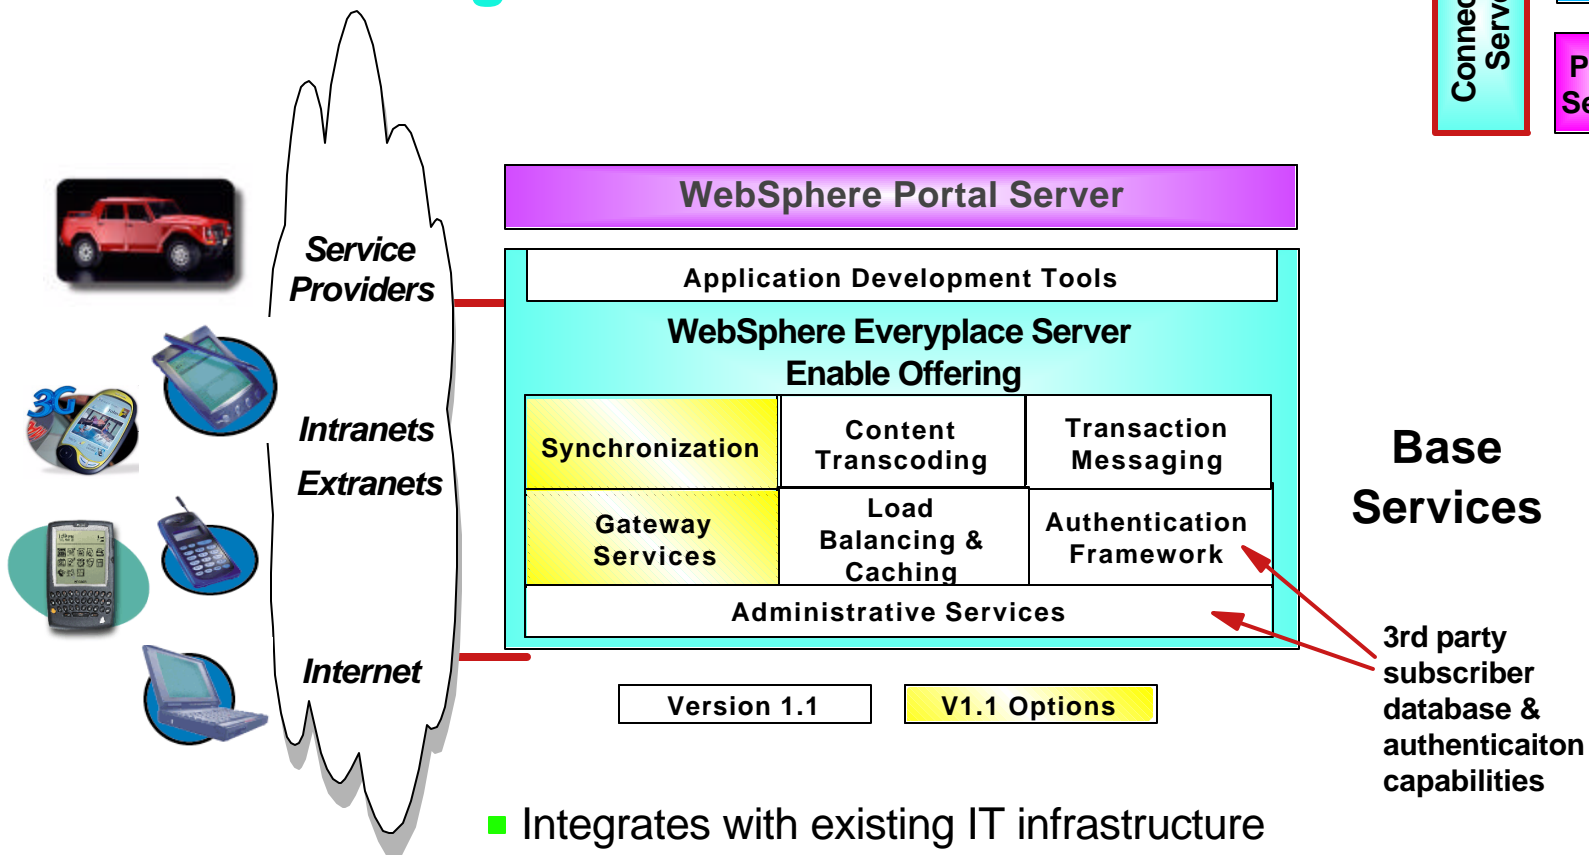 WebSphere Portal Server
Service
Providers
Application Development Tools
WebSphere Everyplace Server
Enable Offering
3G
Intranets
Extranets
Synchronization
Content
Transcoding
Transaction
Messaging
Base
Services
Gateway
Services
Load
Balancing &
Caching
Authentication
Framework
Administrative Services
3rd party
subscriber
database &
authenticaiton
capabilities
Internet
Version 1.1
V1.1 Options
Integrates with existing IT infrastructure